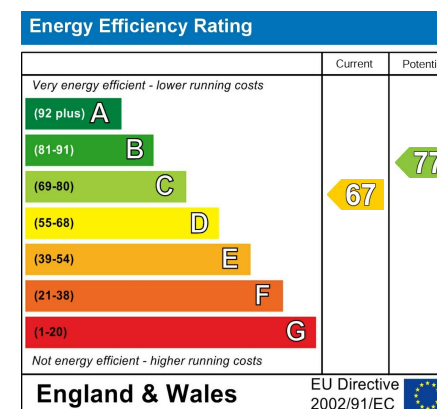 Energy Efficiency Rating
Current Potenti
Very energy efficient - lower running costs
(92 plus) A
(81-91) B
(69-80) C
(55-68) D
(39-54) E
(21-38) F
(1-20) G
67
77
Not energy efficient - higher running costs
England & Wales
EU Directive
2002/91/EC